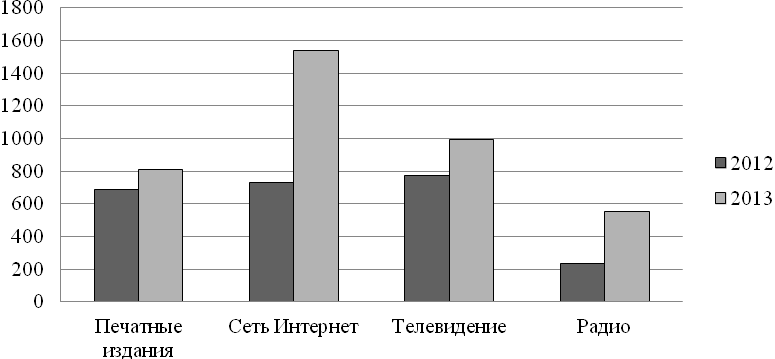 1800
1600
1400
1200
1000
800
600
400
200
0
Печатные
издания
Сеть Интернет
Телевидение
Радио
2012
2013